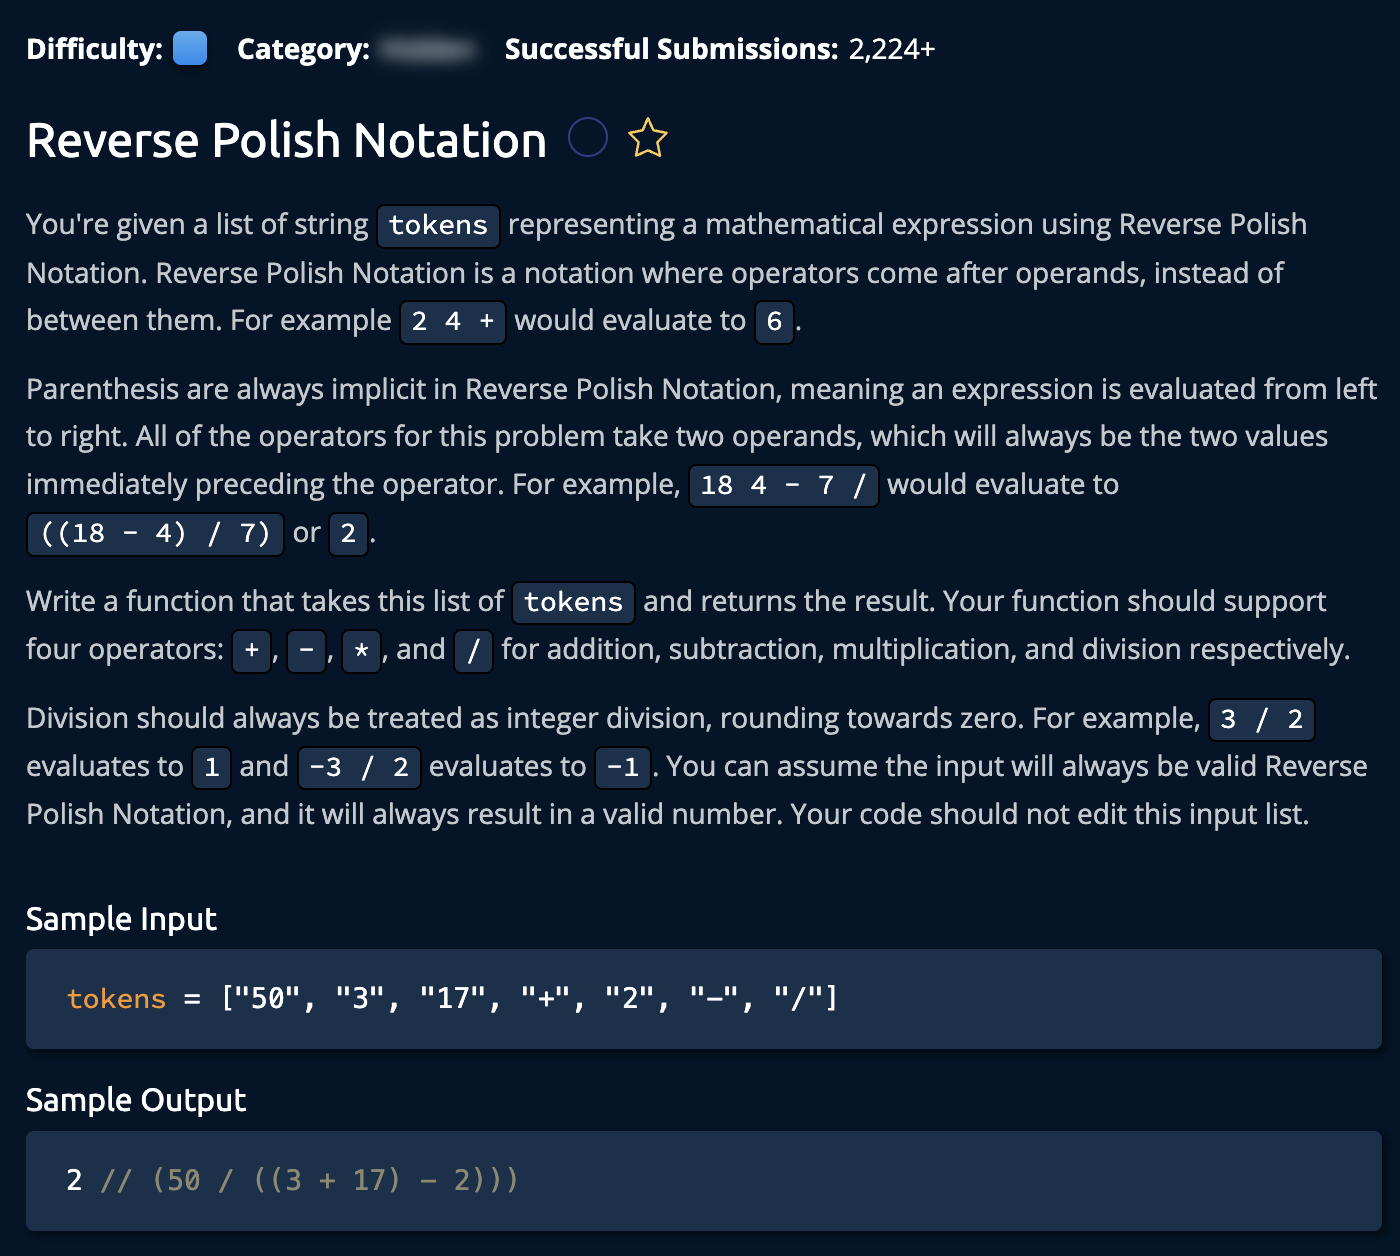 Difficulty: Category: Successful Submissions: 2,224+
Reverse Polish Notation
You're given a list of string tokens representing a mathematical expression using Reverse Polish
Notation. Reverse Polish Notation is a notation where operators come after operands, instead of
between them. For example 2 4 + would evaluate to 6.
Parenthesis are always implicit in Reverse Polish Notation, meaning an expression is evaluated from left
to right. All of the operators for this problem take two operands, which will always be the two values
immediately preceding the operator. For example, 18 4 - 7 / would evaluate to
((18 - 4) / 7) or 2.
Write a function that takes this list of tokens and returns the result. Your function should support
four operators: +, -, *, and / for addition, subtraction, multiplication, and division respectively.
Division should always be treated as integer division, rounding towards zero. For example, 3 / 2
evaluates to 1 and -3 / 2 evaluates to -1. You can assume the input will always be valid Reverse
Polish Notation, and it will always result in a valid number. Your code should not edit this input list.
Sample Input
tokens = ["50", "3", "17", "+", "2", "-", "/"]
Sample Output
2 // (50 / ((3 + 17) - 2)))